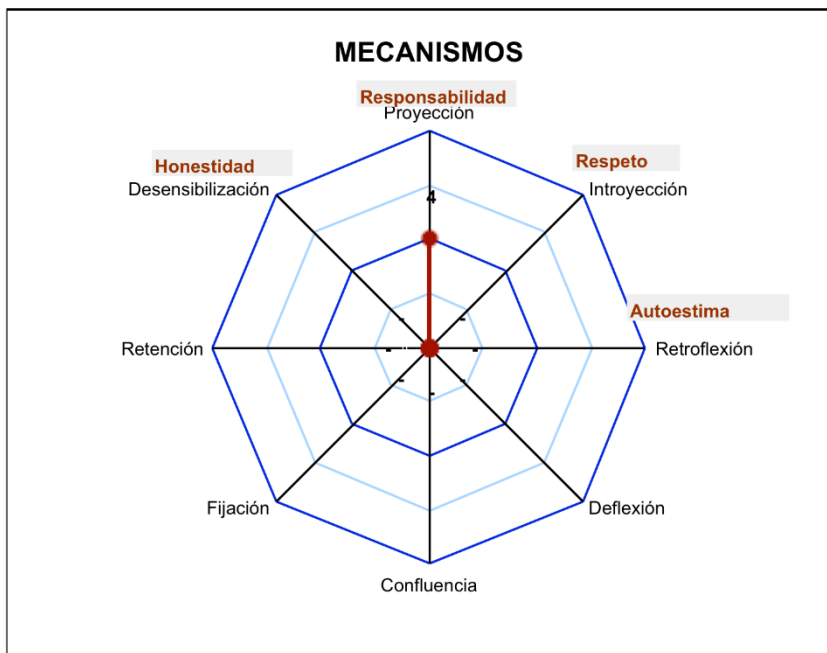 MECANISMOS
Responsabilidad
Proyección
Honestidad
Respeto
Desensibilización
Introyección
4
Autoestima
-
-
Retención
-
-
Retroflexión
-
-
-
Fijación
Deflexión
Confluencia